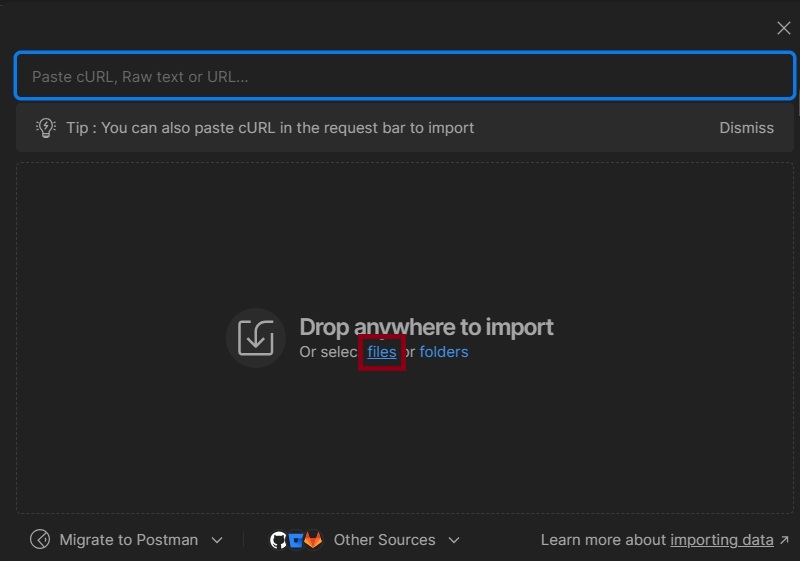 Paste cURL, Raw text or URL...
Tip : You can also paste cURL in the request bar to import
Dismiss
Drop anywhere to import
Or select files or folders
Migrate to Postman
Other Sources
Learn more about importing data